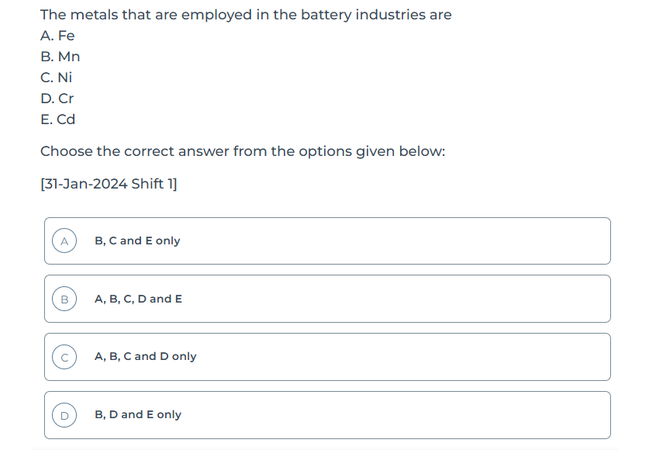 The metals that are employed in the battery industries are
A. Fe
B. Mn
C. Ni
D. Cr
E. Cd
Choose the correct answer from the options given below:
[31-Jan-2024 Shift 1]
A B, C and E only
B A, B, C, D and E
C A, B, C and D only
D B, D and E only